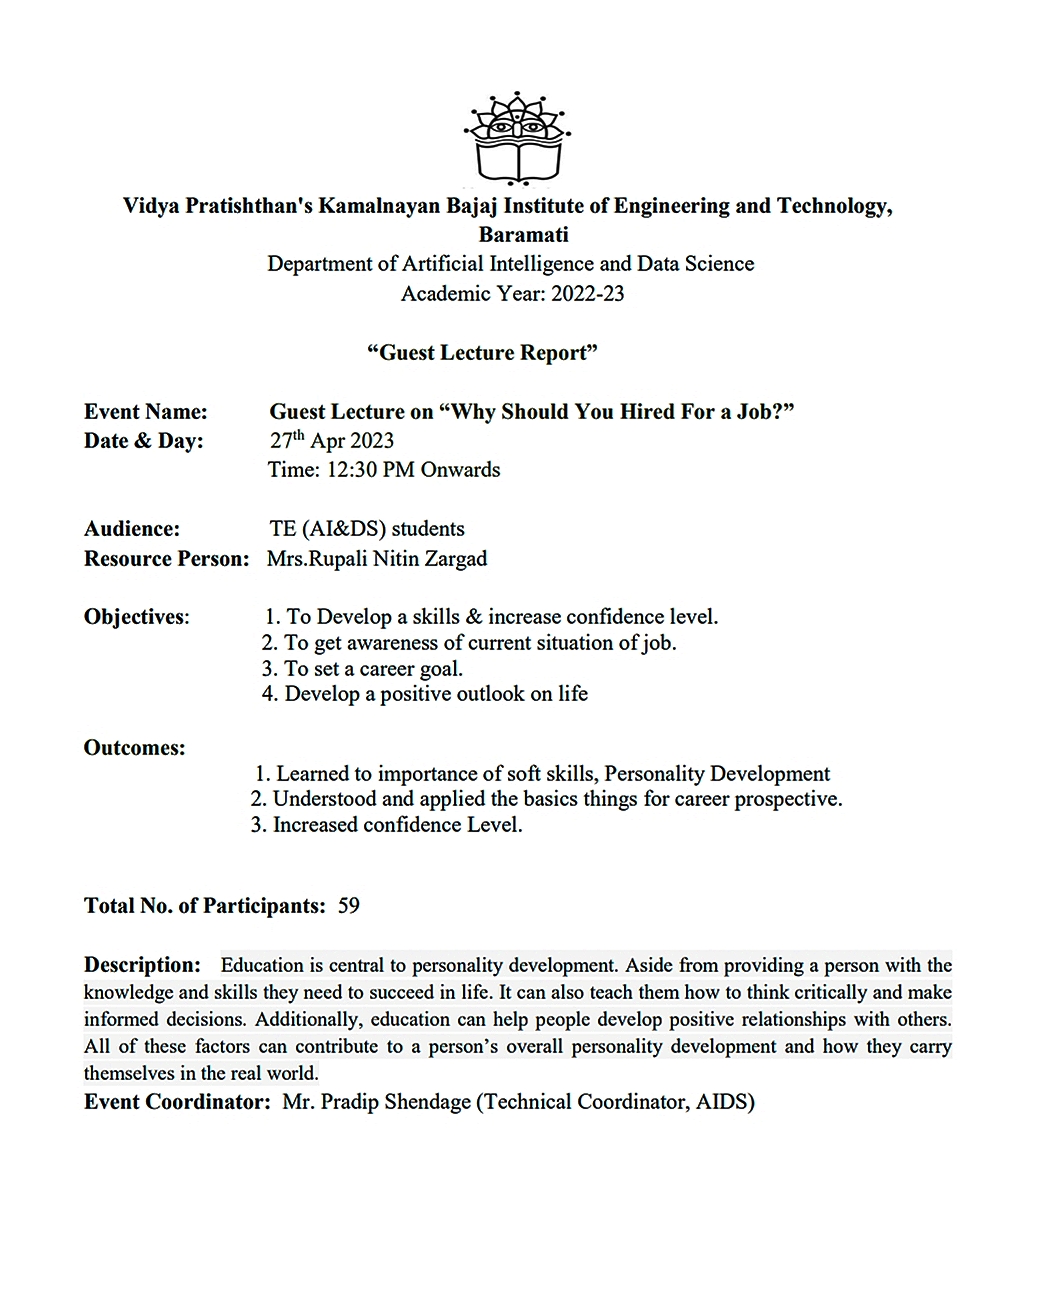 Vidya Pratishthan's Kamalnayan Bajaj Institute of Engineering and Technology,
Baramati
Department of Artificial Intelligence and Data Science
Academic Year: 2022-23
“Guest Lecture Report”
Event Name: Guest Lecture on “Why Should You Hired For a Job?”
Date & Day: 27th Apr 2023
Time: 12:30 PM Onwards
Audience: TE (AI&DS) students
Resource Person: Mrs.Rupali Nitin Zargad
Objectives: 1. To Develop a skills & increase confidence level.
2. To get awareness of current situation of job.
3. To set a career goal.
4. Develop a positive outlook on life
Outcomes:
1. Learned to importance of soft skills, Personality Development
2. Understood and applied the basics things for career prospective.
3. Increased confidence Level.
Total No. of Participants: 59
Description: Education is central to personality development. Aside from providing a person with the
knowledge and skills they need to succeed in life. It can also teach them how to think critically and make
informed decisions. Additionally, education can help people develop positive relationships with others.
All of these factors can contribute to a person’s overall personality development and how they carry
themselves in the real world.
Event Coordinator: Mr. Pradip Shendage (Technical Coordinator, AIDS)